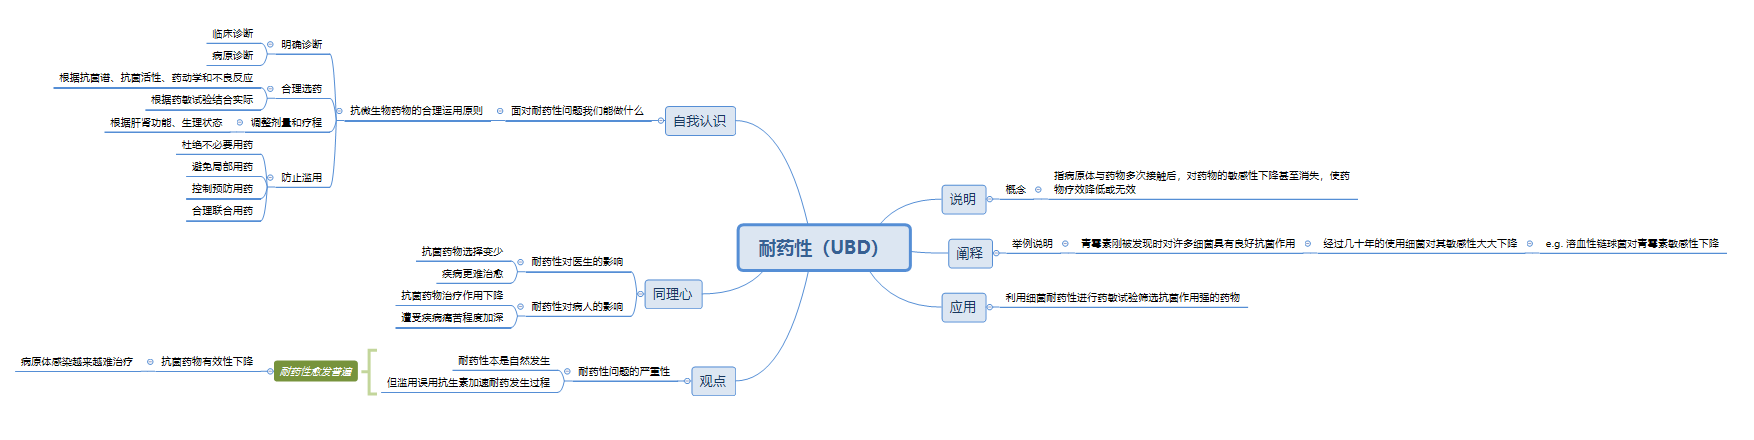 耐药性（UBD）
说明
概念
指病原体与药物多次接触后，对药物的敏感性下降甚至消失，使药
物疗效降低或无效
阐释
举例说明
青霉素刚被发现时对许多细菌具有良好抗菌作用
经过几十年的使用细菌对其敏感性大大下降
e.g. 溶血性链球菌对青霉素敏感性下降
应用
利用细菌耐药性进行药敏试验筛选抗菌作用强的药物
观点
耐药性问题的严重性
耐药性本是自然发生
但滥用误用抗生素加速耐药发生过程
耐药性愈发普遍
抗菌药物有效性下降
病原体感染越来越难治疗
同理心
耐药性对医生的影响
抗菌药物选择变少
疾病更难治愈
耐药性对病人的影响
抗菌药物治疗作用下降
遭受疾病痛苦程度加深
自我认识
面对耐药性问题我们能做什么
抗微生物药物的合理运用原则
明确诊断
临床诊断
病原诊断
合理选药
根据抗菌谱、抗菌活性、药动学和不良反应
根据药敏试验结合实际
调整剂量和疗程
根据肝肾功能、生理状态
防止滥用
杜绝不必要用药
避免局部用药
控制预防用药
合理联合用药